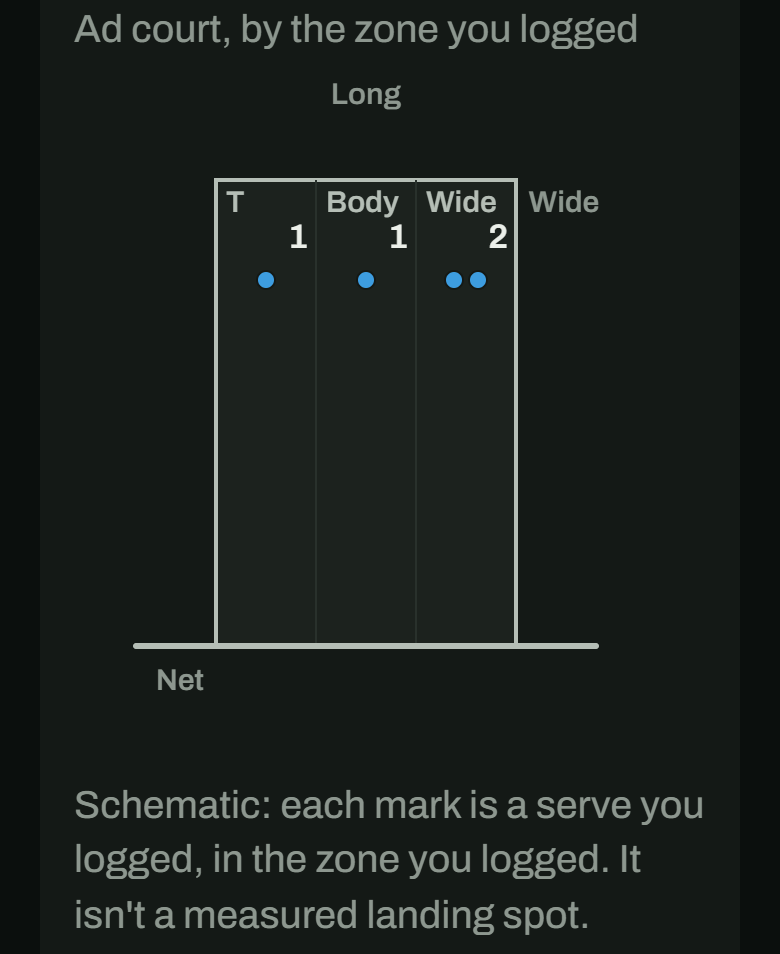 Ad court, by the zone you logged
Long
T Body Wide Wide
1 1 2
Net
Schematic: each mark is a serve you
logged, in the zone you logged. It
isn't a measured landing spot.